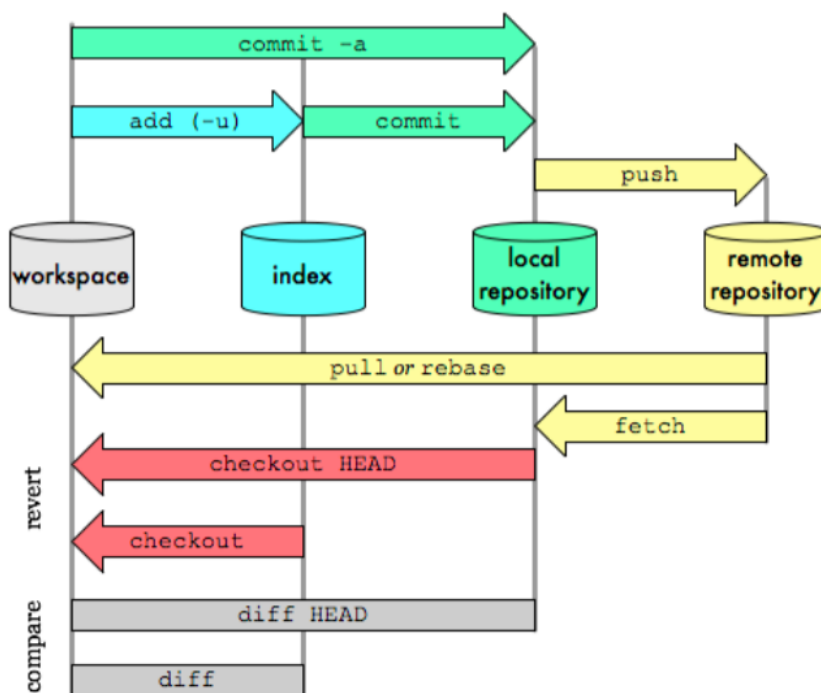 commit -a
add (-u)
commit
push
workspace
index
local
repository
remote
repository
pull or rebase
fetch
revert
checkout HEAD
checkout
compare
diff HEAD
diff